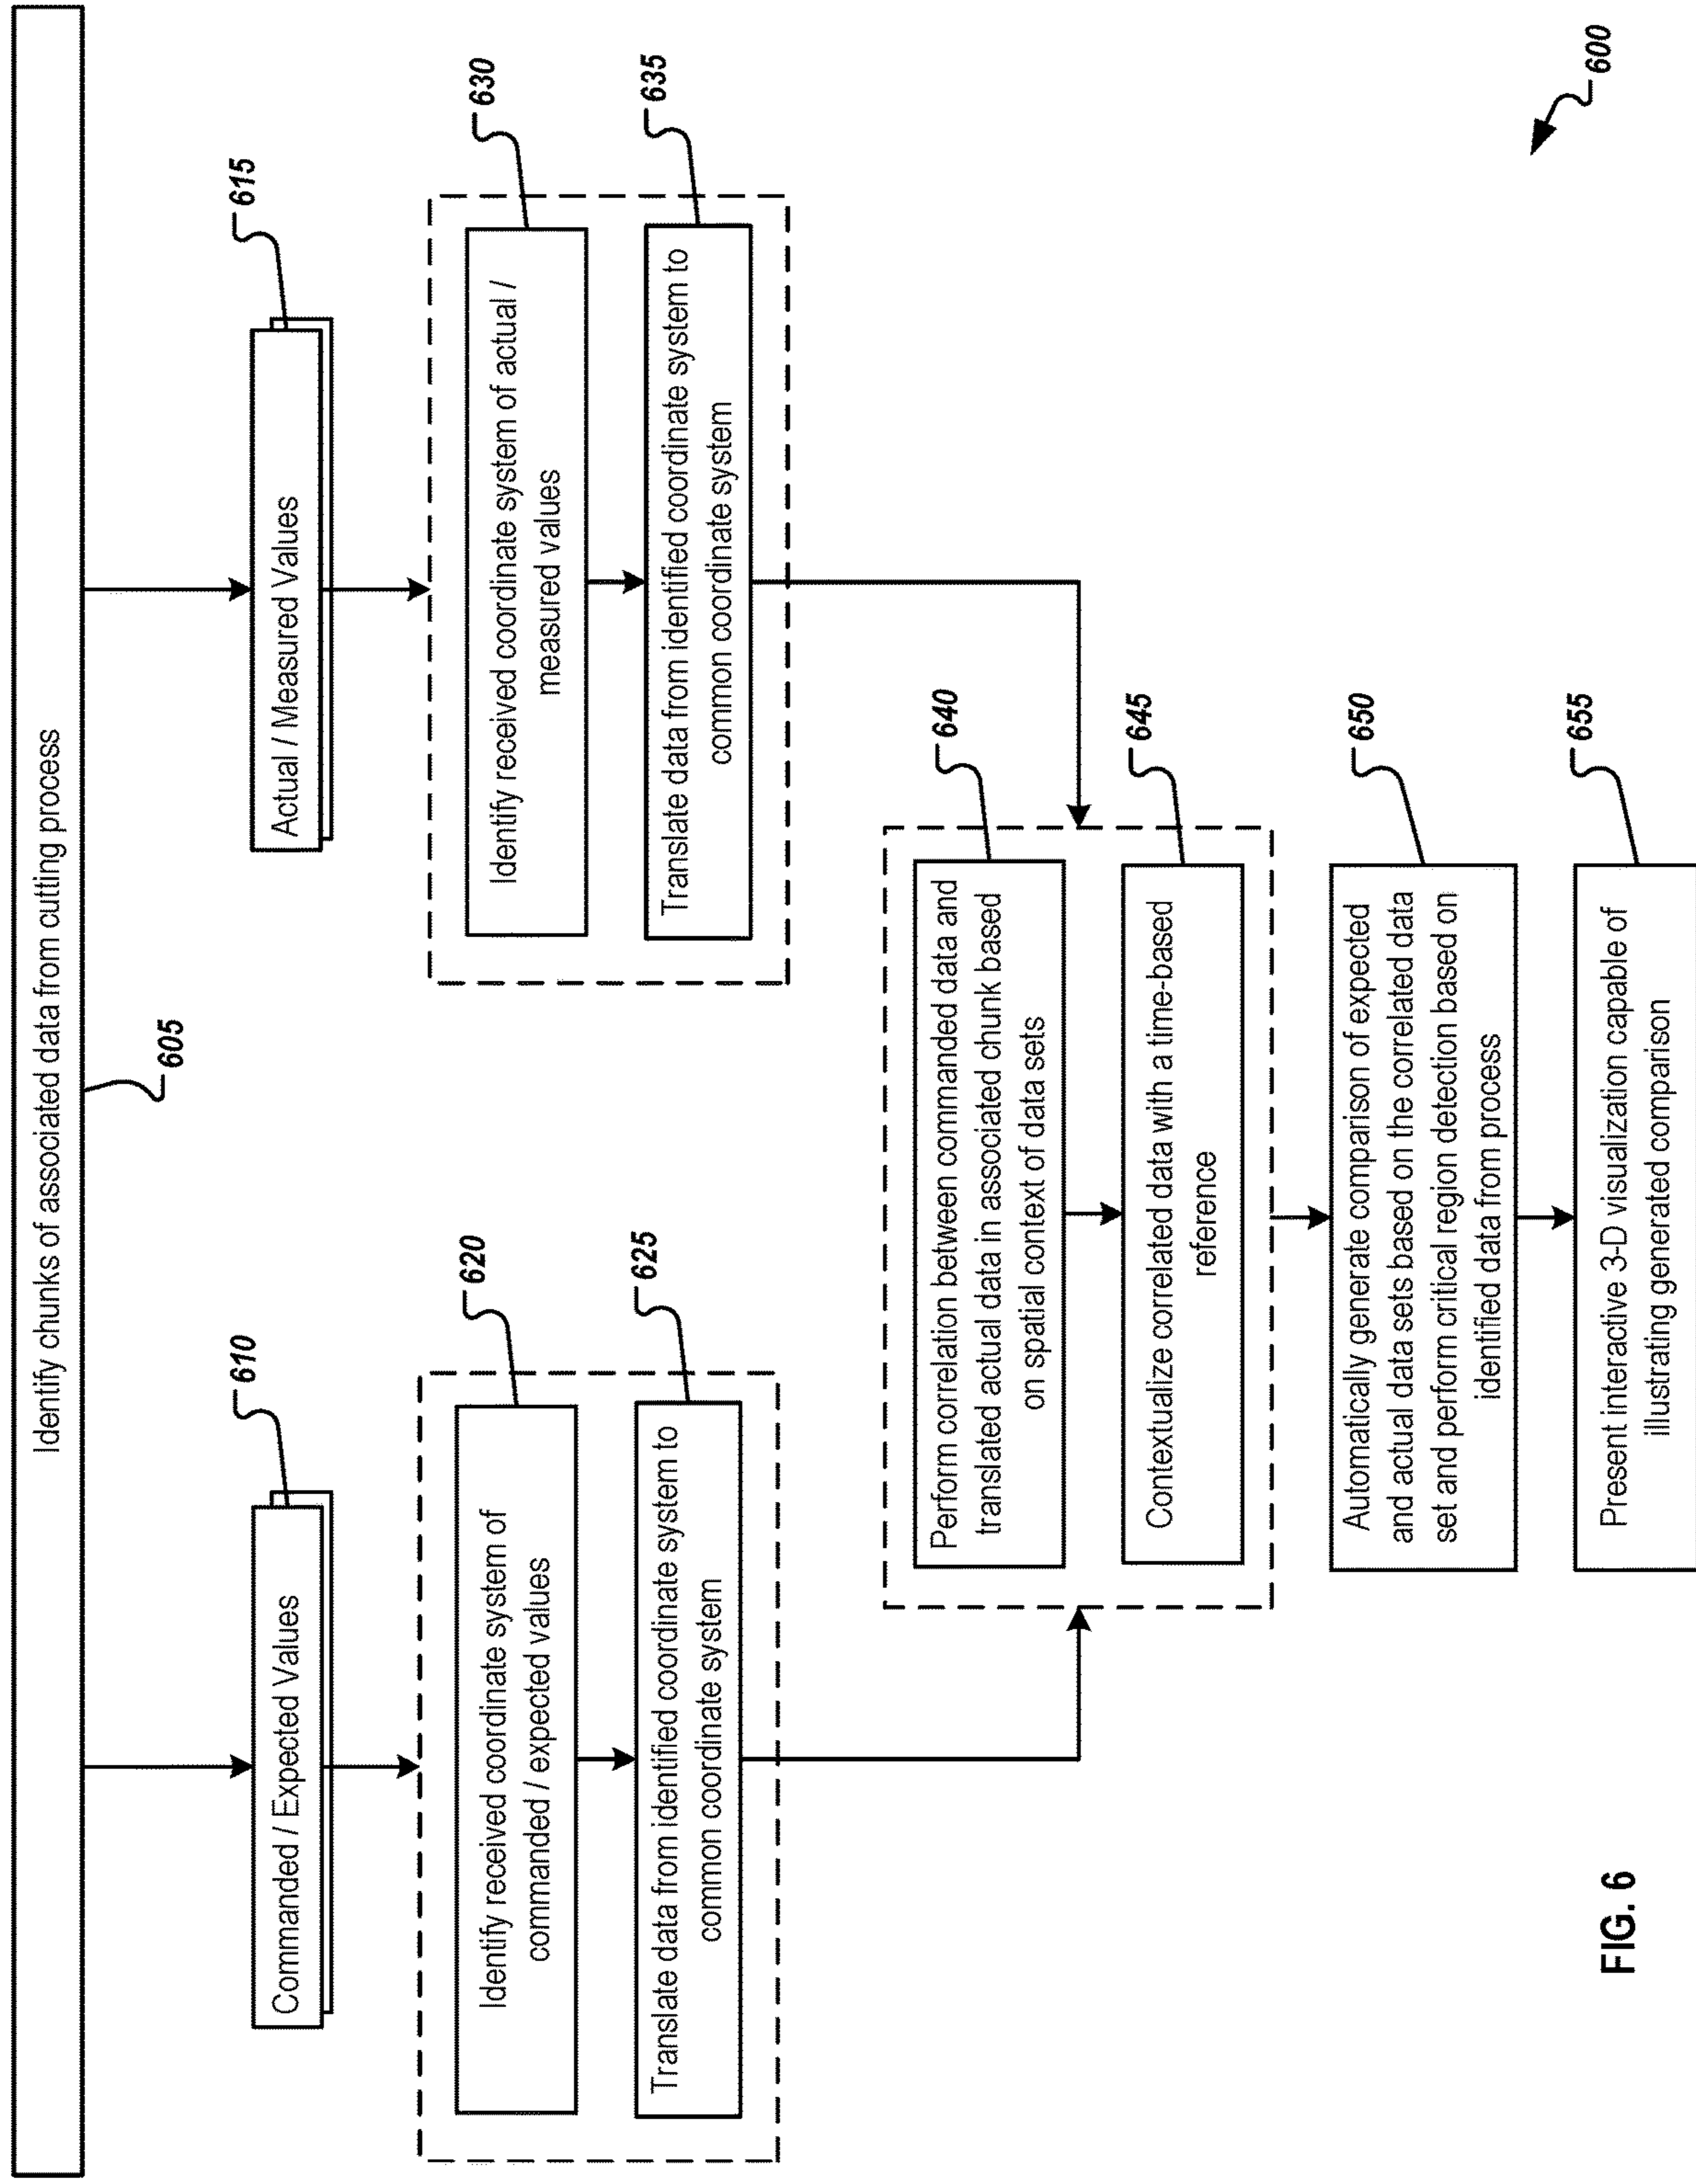 Identify chunks of associated data from cutting process
605
610
Commanded / Expected Values
615
Actual / Measured Values
620
Identify received coordinate system of
commanded / expected values
625
Translate data from identified coordinate system to
common coordinate system
630
Identify received coordinate system of actual /
measured values
635
Translate data from identified coordinate system to
common coordinate system
640
Perform correlation between commanded data and
translated actual data in associated chunk based
on spatial context of data sets
645
Contextualize correlated data with a time-based
reference
650
Automatically generate comparison of expected
and actual data sets based on the correlated data
set and perform critical region detection based on
identified data from process
655
Present interactive 3-D visualization capable of
illustrating generated comparison
600
FIG. 6